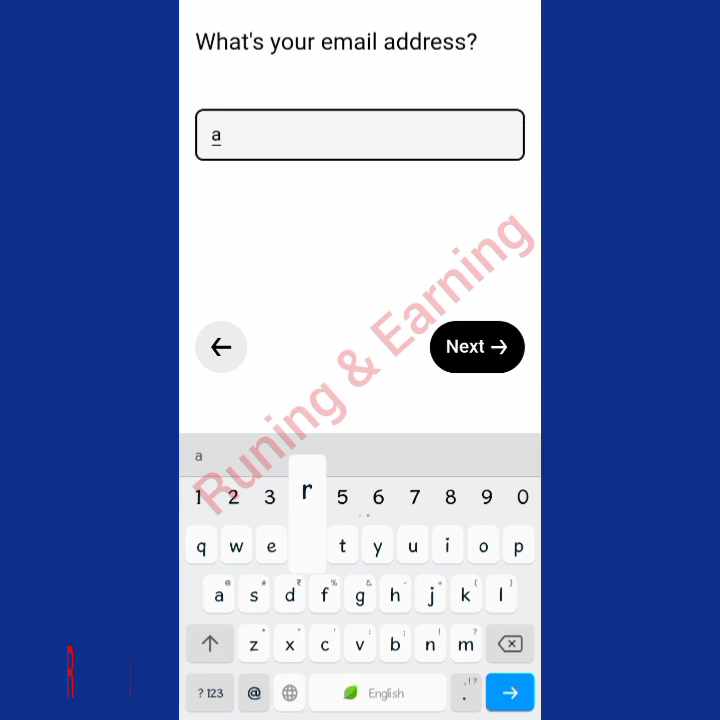 What's your email address?
a
Runing & Earning
Next →
a
1 2 3 r 5 6 7 8 9 0
q w e t y u i o p
@ # ₹ % & - + ( )
a s d f g h j k l
* " ' : ; ! ?
z x c v b n m
?123 @ English , ! ? .
R